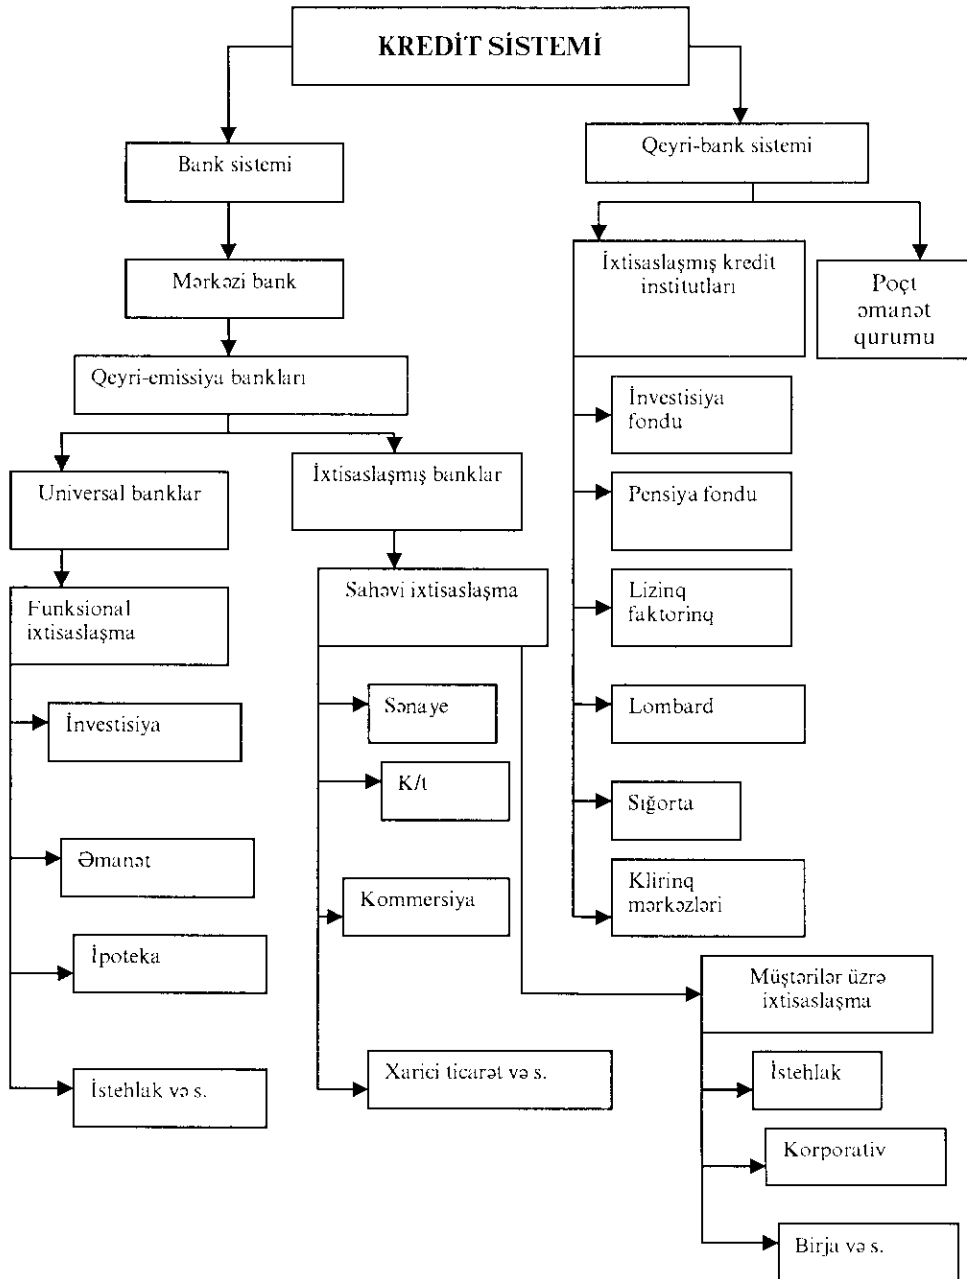 KREDİT SİSTEMİ
Bank sistemi
Qeyri-bank sistemi
Mərkəzi bank
İxtisaslaşmış kredit
institutları
Poçt
əmanət
qurumu
Qeyri-emissiya bankları
İnvestisiya
fondu
Universal banklar
İxtisaslaşmış banklar
Pensiya fondu
Funksional
ixtisaslaşma
Sahəvi ixtisaslaşma
Lizinq
faktorinq
İnvestisiya
Sənaye
Lombard
K/t
Sığorta
Əmanət
Kommersiya
Klirinq
mərkəzləri
İpoteka
Müştərilər üzrə
ixtisaslaşma
İstehlak və s.
Xarici ticarət və s.
İstehlak
Korporativ
Birja və s.